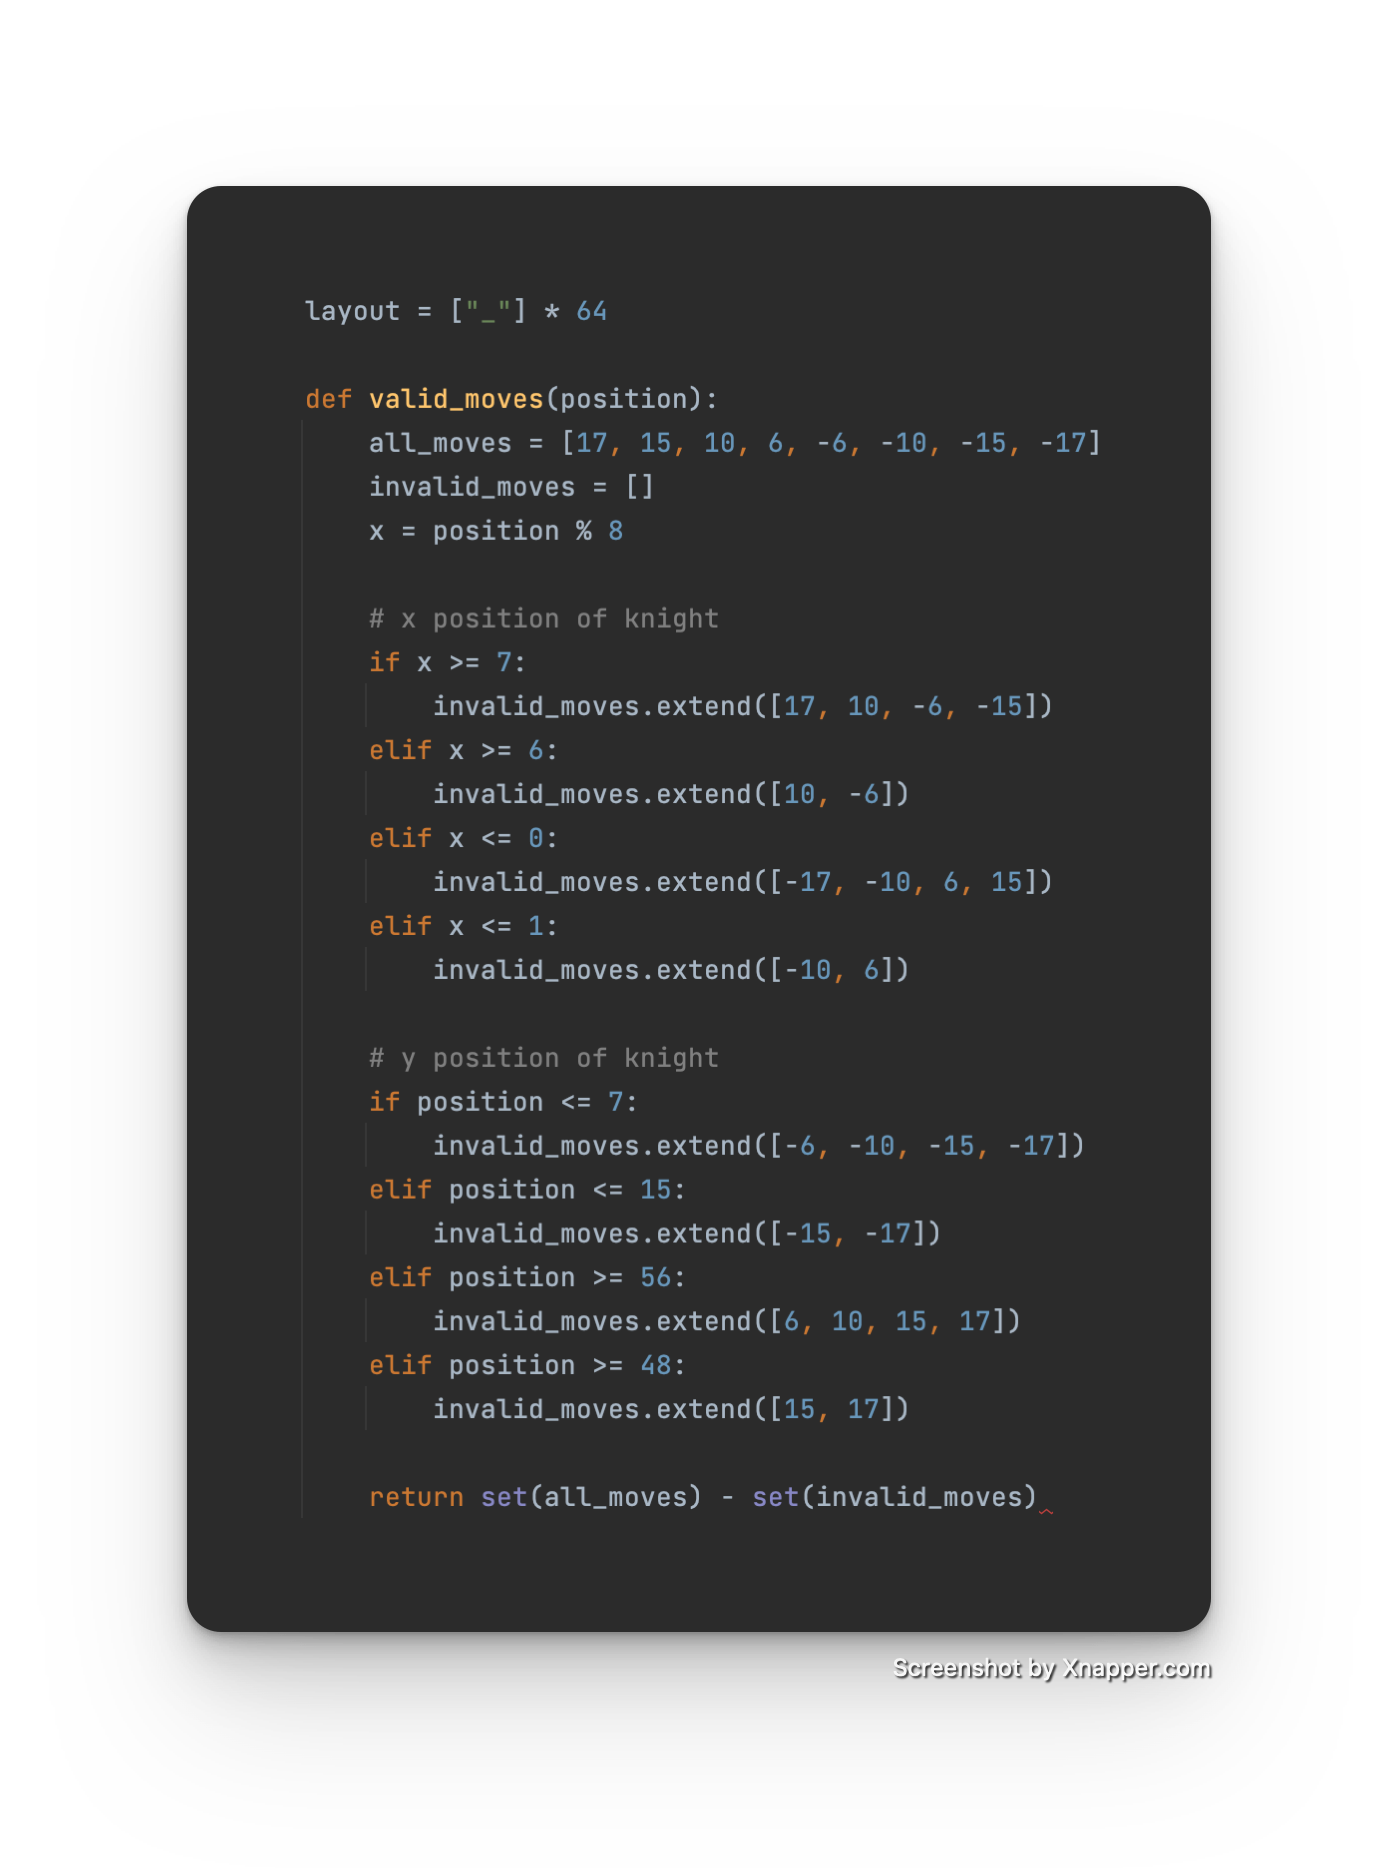 layout = ["_"] * 64

def valid_moves(position):
    all_moves = [17, 15, 10, 6, -6, -10, -15, -17]
    invalid_moves = []
    x = position % 8

    # x position of knight
    if x >= 7:
        invalid_moves.extend([17, 10, -6, -15])
    elif x >= 6:
        invalid_moves.extend([10, -6])
    elif x <= 0:
        invalid_moves.extend([-17, -10, 6, 15])
    elif x <= 1:
        invalid_moves.extend([-10, 6])

    # y position of knight
    if position <= 7:
        invalid_moves.extend([-6, -10, -15, -17])
    elif position <= 15:
        invalid_moves.extend([-15, -17])
    elif position >= 56:
        invalid_moves.extend([6, 10, 15, 17])
    elif position >= 48:
        invalid_moves.extend([15, 17])

    return set(all_moves) - set(invalid_moves)
Screenshot by Xnapper.com